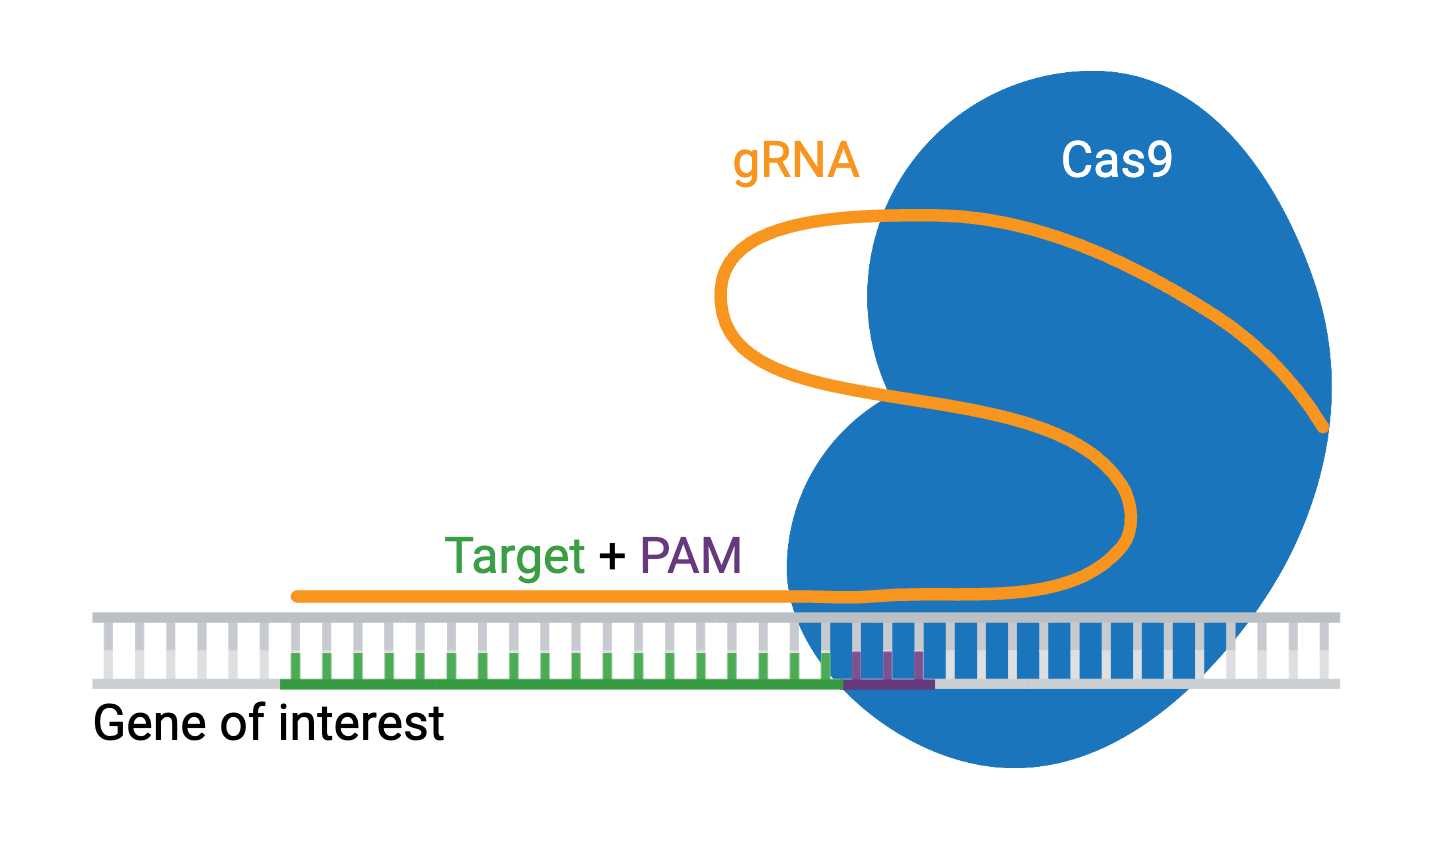 gRNA
Cas9
Target + PAM
Gene of interest